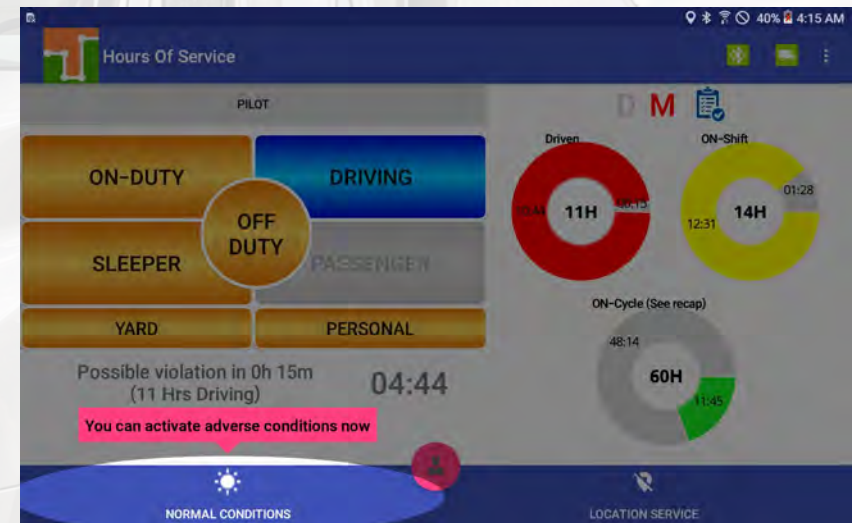 40% 4:15 AM
Hours Of Service
PILOT
D M
ON-DUTY
DRIVING
OFF
DUTY
SLEEPER
PASSENGER
YARD
PERSONAL
Possible violation in 0h 15m
(11 Hrs Driving)
04:44
You can activate adverse conditions now
NORMAL CONDITIONS
Driven
11H
00:15
ON-Shift
01:28
14H
12:31
ON-Cycle (See recap)
48:14
60H
11:45
LOCATION SERVICE